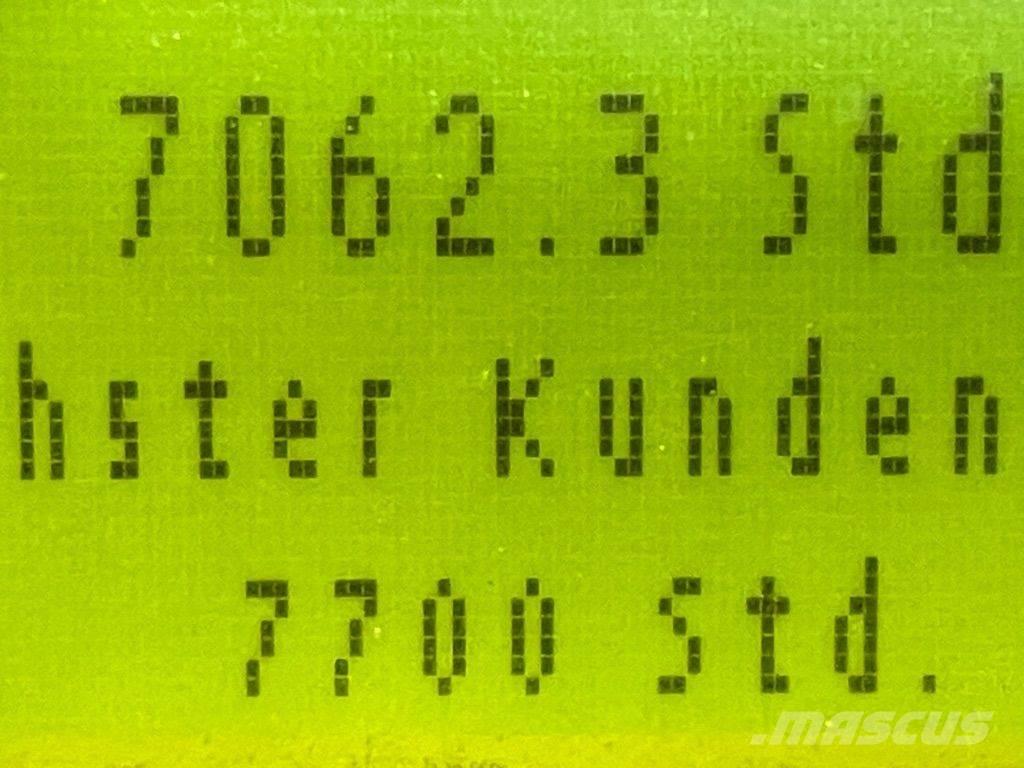 7062.3 Std
hster Kunden
7700 Std.
.mascus